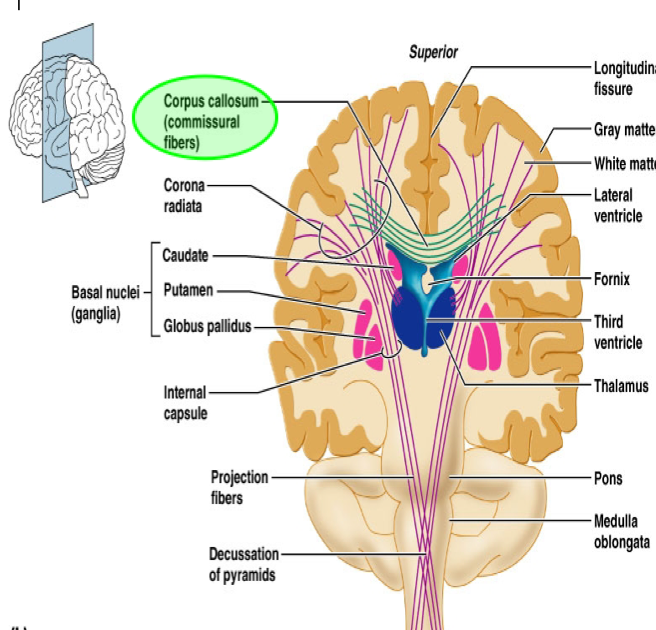 Superior
Corpus callosum
(commissural
fibers)
Corona
radiata
Caudate
Basal nuclei
(ganglia)
Putamen
Globus pallidus
Internal
capsule
Projection
fibers
Decussation
of pyramids
Longitudina
fissure
Gray matte
White matt
Lateral
ventricle
Fornix
Third
ventricle
Thalamus
Pons
Medulla
oblongata